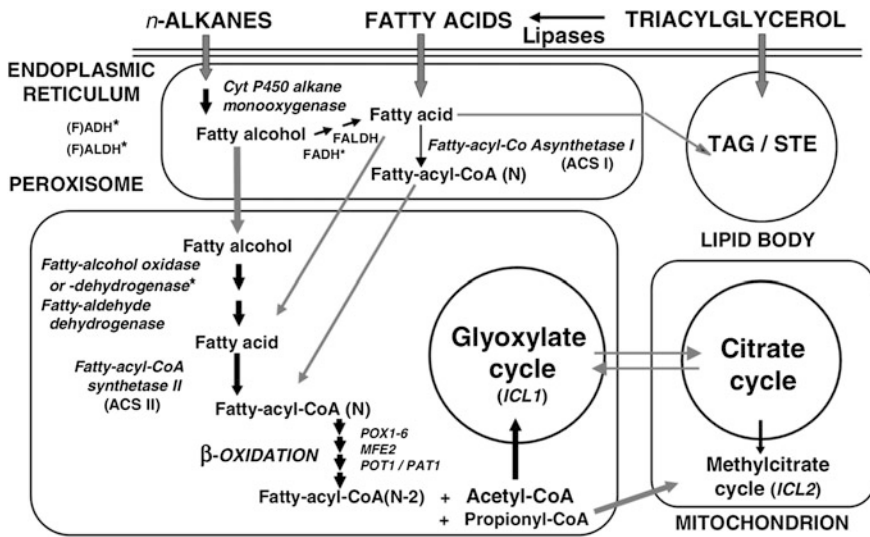 n-ALKANES
FATTY ACIDS
Lipases
TRIACYLGLYCEROL
ENDOPLASMIC
RETICULUM
(F)ADH*
(F)ALDH*
PEROXISOME
Cyt P450 alkane
monooxygenase
Fatty alcohol
FALDH
FADH*
Fatty acid
Fatty-acyl-Co Asynthetase I
(ACS I)
Fatty-acyl-CoA (N)
TAG / STE
LIPID BODY
Fatty alcohol
Fatty-alcohol oxidase
or -dehydrogenase*
Fatty-aldehyde
dehydrogenase
Fatty acid
Fatty-acyl-CoA
synthetase II
(ACS II)
Fatty-acyl-CoA (N)
β-OXIDATION
POX1-6
MFE2
POT1 / PAT1
Fatty-acyl-CoA(N-2) + Acetyl-CoA
+ Propionyl-CoA
Glyoxylate
cycle
(ICL1)
Citrate
cycle
Methylcitrate
cycle (ICL2)
MITOCHONDRION